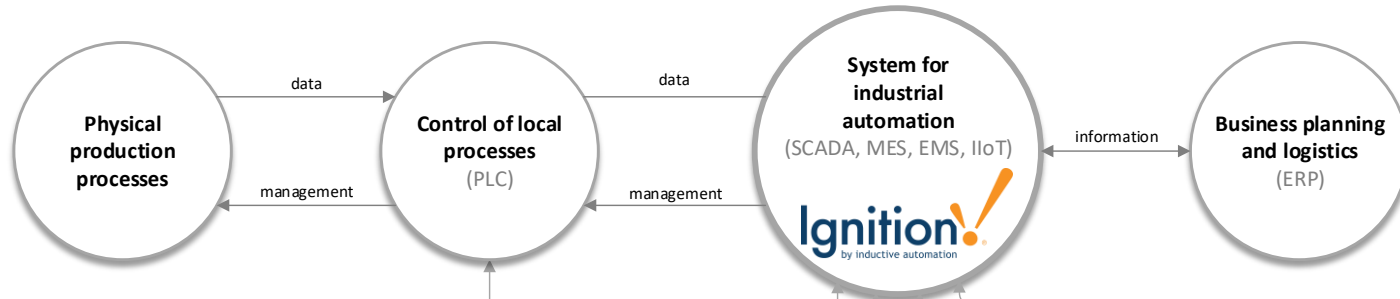 data
Physical
production
processes
management
Control of local
processes
(PLC)
data
management
System for
industrial
automation
(SCADA, MES, EMS, IIoT)
Ignition!
by inductive automation
information
Business planning
and logistics
(ERP)